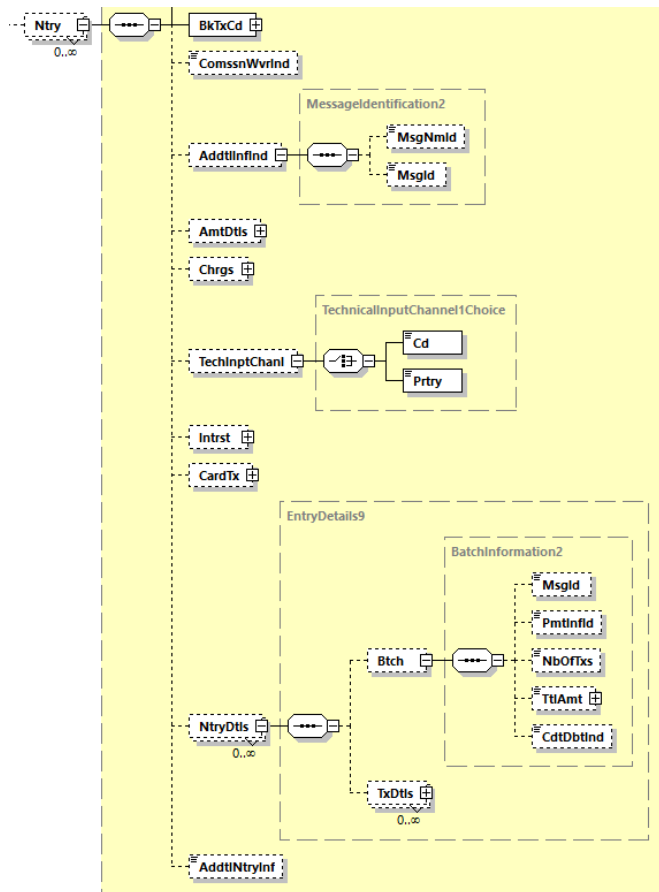 Ntry
0..∞
BkTxCd
ComssnWvrInd
MessageIdentification2
MsgNmId
AddtlInfInd
MsgId
AmtDtls
Chrgs
TechnicalInputChannel1Choice
Cd
TechInptChanl
Prtry
Intrst
CardTx
EntryDetails9
BatchInformation2
MsgId
PmtInfId
Btch
NbOfTxs
TtlAmt
NtryDtls
0..∞
CdtDbtInd
TxDtls
0..∞
AddtlNtryInf